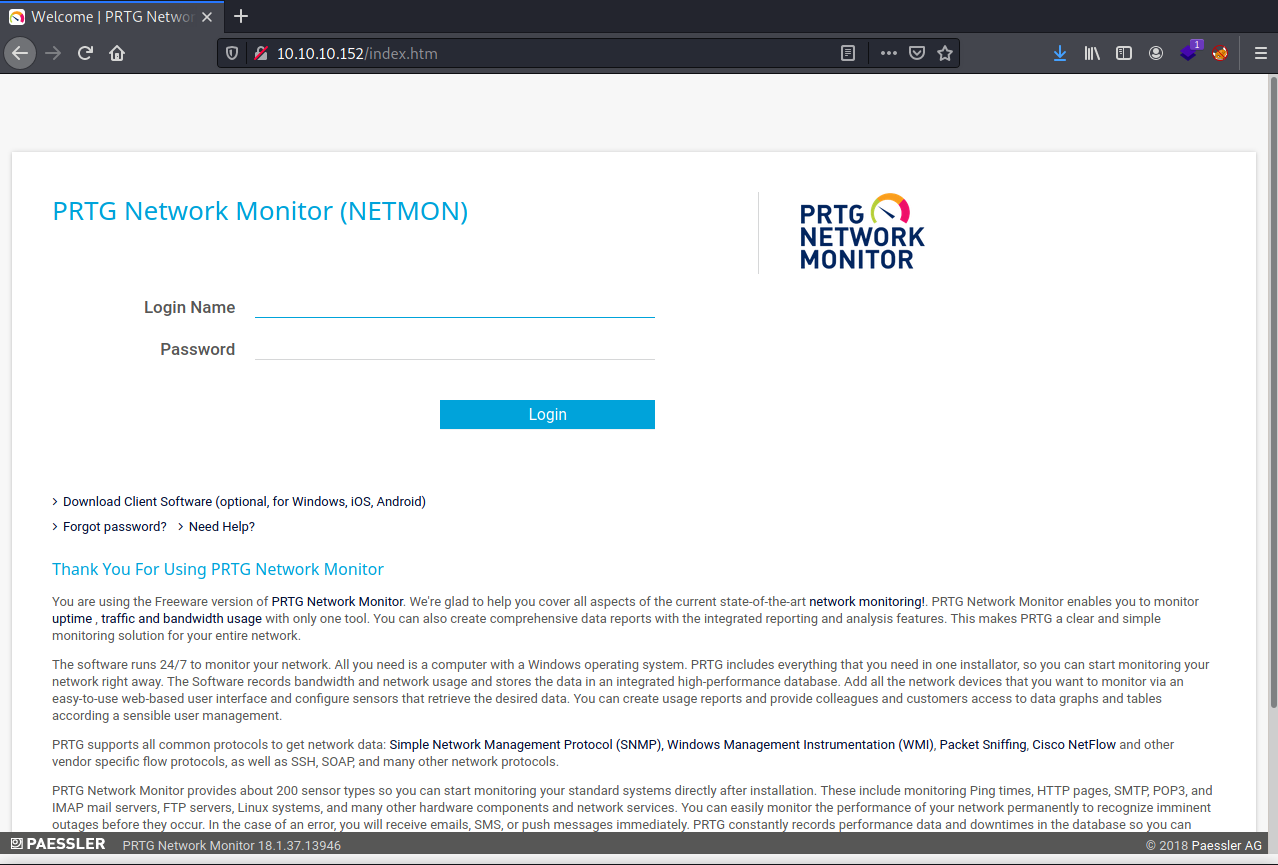 Welcome | PRTG Networ
10.10.10.152/index.htm
1
PRTG Network Monitor (NETMON)
PRTG
NETWORK
MONITOR
Login Name
Password
Login
Download Client Software (optional, for Windows, iOS, Android)
Forgot password? Need Help?
Thank You For Using PRTG Network Monitor
You are using the Freeware version of PRTG Network Monitor. We're glad to help you cover all aspects of the current state-of-the-art network monitoring!. PRTG Network Monitor enables you to monitor
uptime , traffic and bandwidth usage with only one tool. You can also create comprehensive data reports with the integrated reporting and analysis features. This makes PRTG a clear and simple
monitoring solution for your entire network.
The software runs 24/7 to monitor your network. All you need is a computer with a Windows operating system. PRTG includes everything that you need in one installator, so you can start monitoring your
network right away. The Software records bandwidth and network usage and stores the data in an integrated high-performance database. Add all the network devices that you want to monitor via an
easy-to-use web-based user interface and configure sensors that retrieve the desired data. You can create usage reports and provide colleagues and customers access to data graphs and tables
according a sensible user management.
PRTG supports all common protocols to get network data: Simple Network Management Protocol (SNMP), Windows Management Instrumentation (WMI), Packet Sniffing, Cisco NetFlow and other
vendor specific flow protocols, as well as SSH, SOAP, and many other network protocols.
PRTG Network Monitor provides about 200 sensor types so you can start monitoring your standard systems directly after installation. These include monitoring Ping times, HTTP pages, SMTP, POP3, and
IMAP mail servers, FTP servers, Linux systems, and many other hardware components and network services. You can easily monitor the performance of your network permanently to recognize imminent
outages before they occur. In the case of an error, you will receive emails, SMS, or push messages immediately. PRTG constantly records performance data and downtimes in the database so you can
PAESSLER PRTG Network Monitor 18.1.37.13946 © 2018 Paessler AG